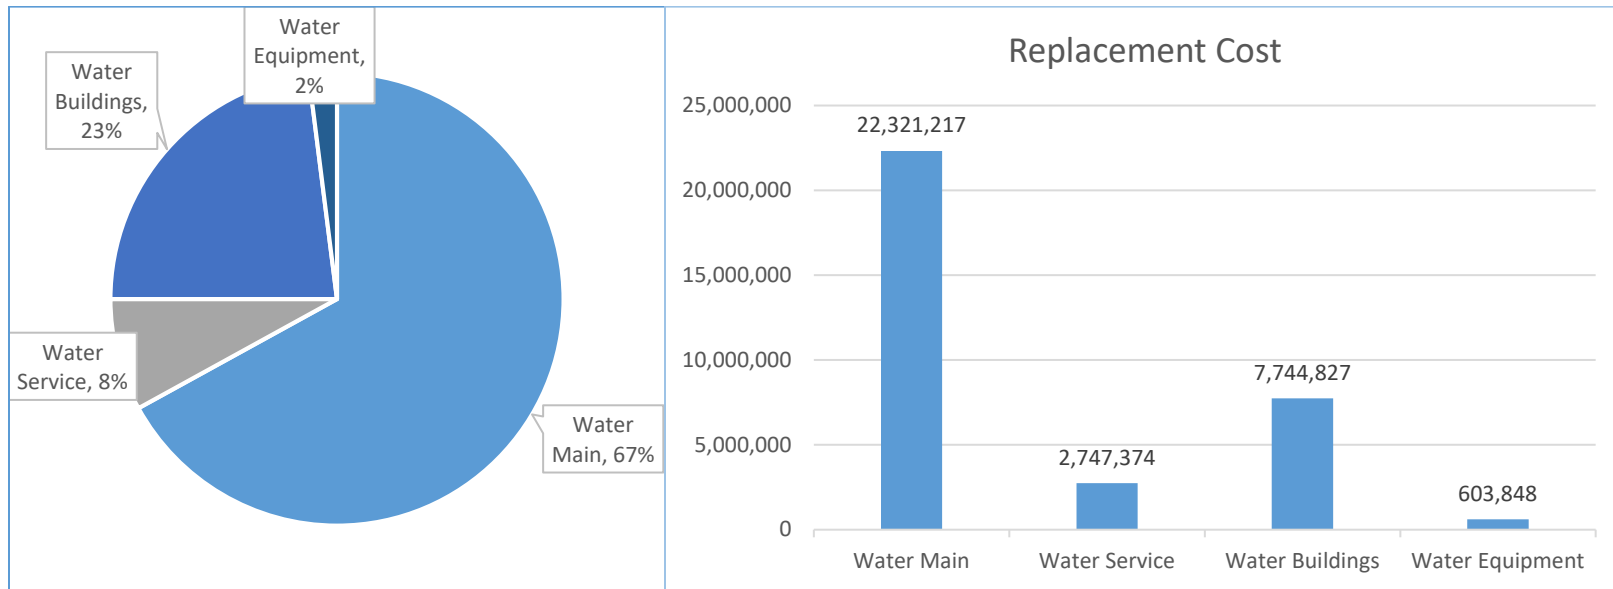 Water
Equipment,
2%
Water
Buildings,
23%
Water
Service, 8%
Water
Main, 67%
Replacement Cost
25,000,000
20,000,000
15,000,000
10,000,000
5,000,000
0
22,321,217
2,747,374
7,744,827
603,848
Water Main
Water Service
Water Buildings
Water Equipment